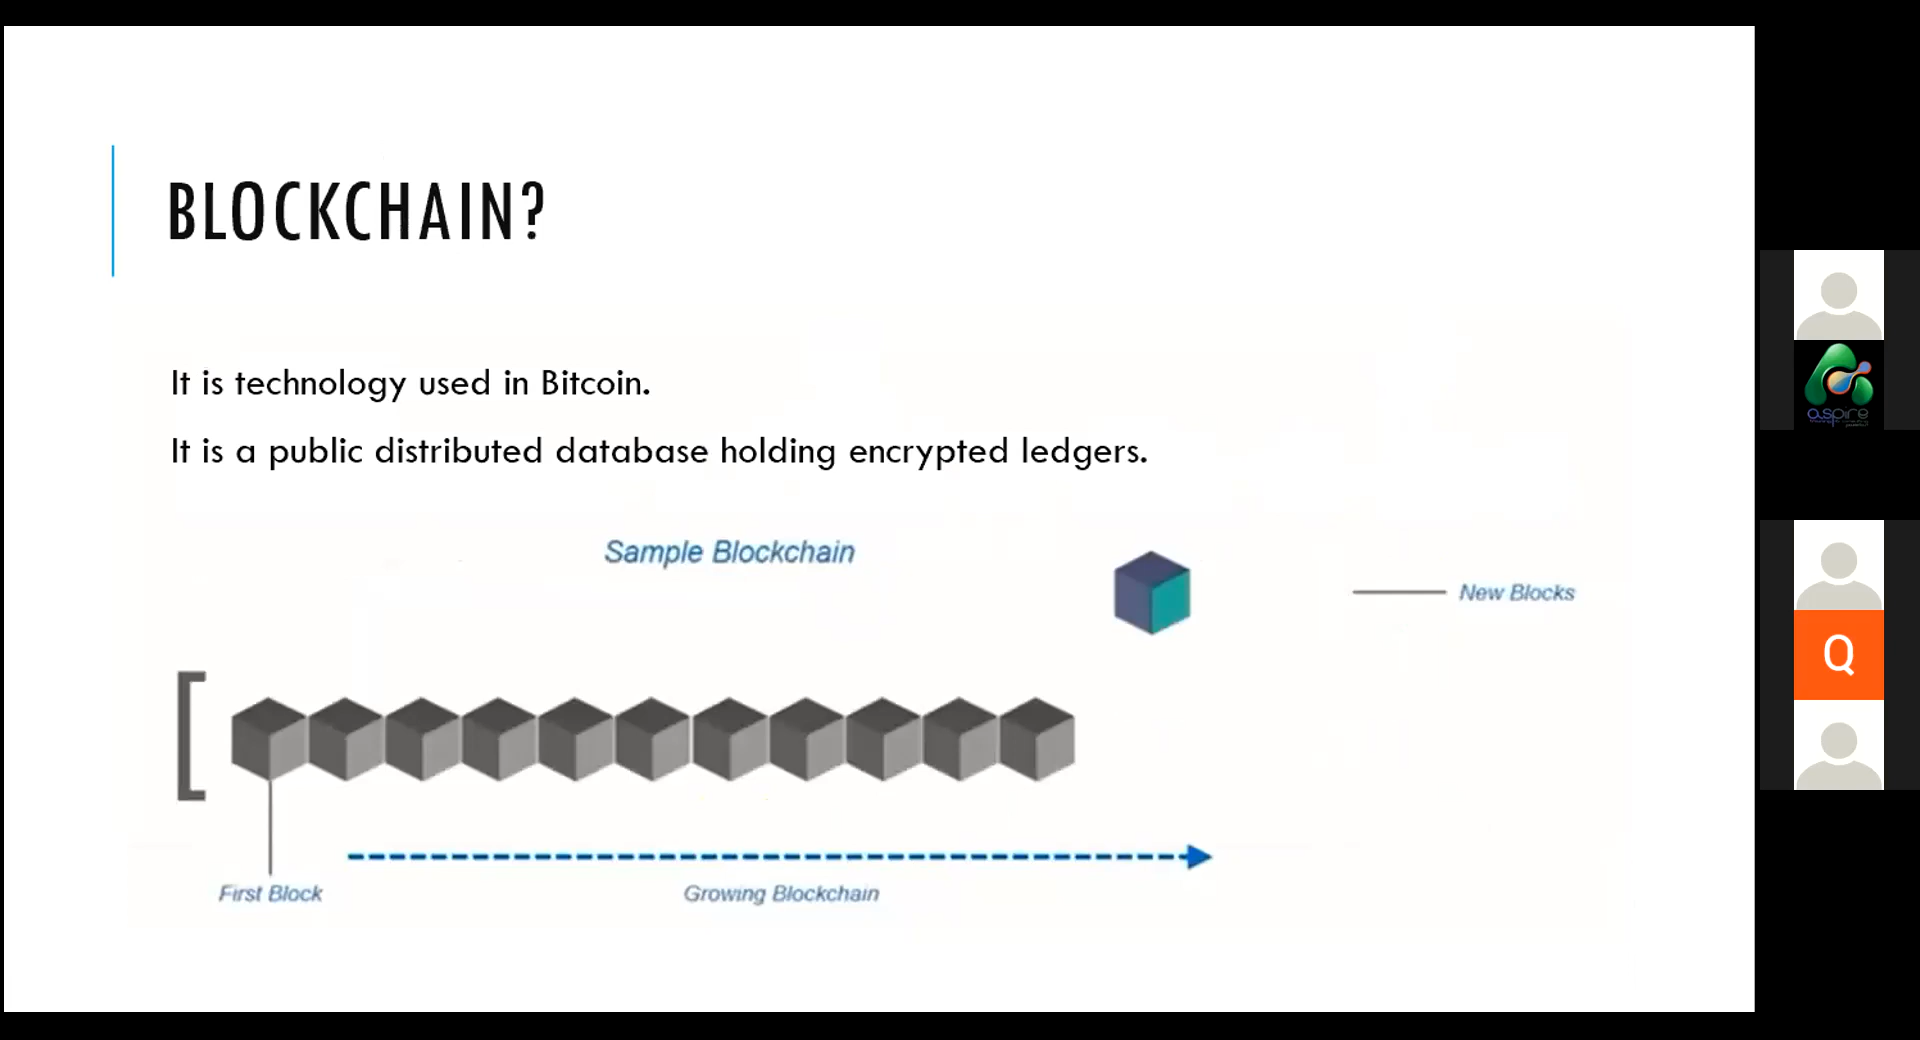 BLOCKCHAIN?
It is technology used in Bitcoin.
It is a public distributed database holding encrypted ledgers.
Sample Blockchain
New Blocks
First Block
Growing Blockchain
aspire
Q